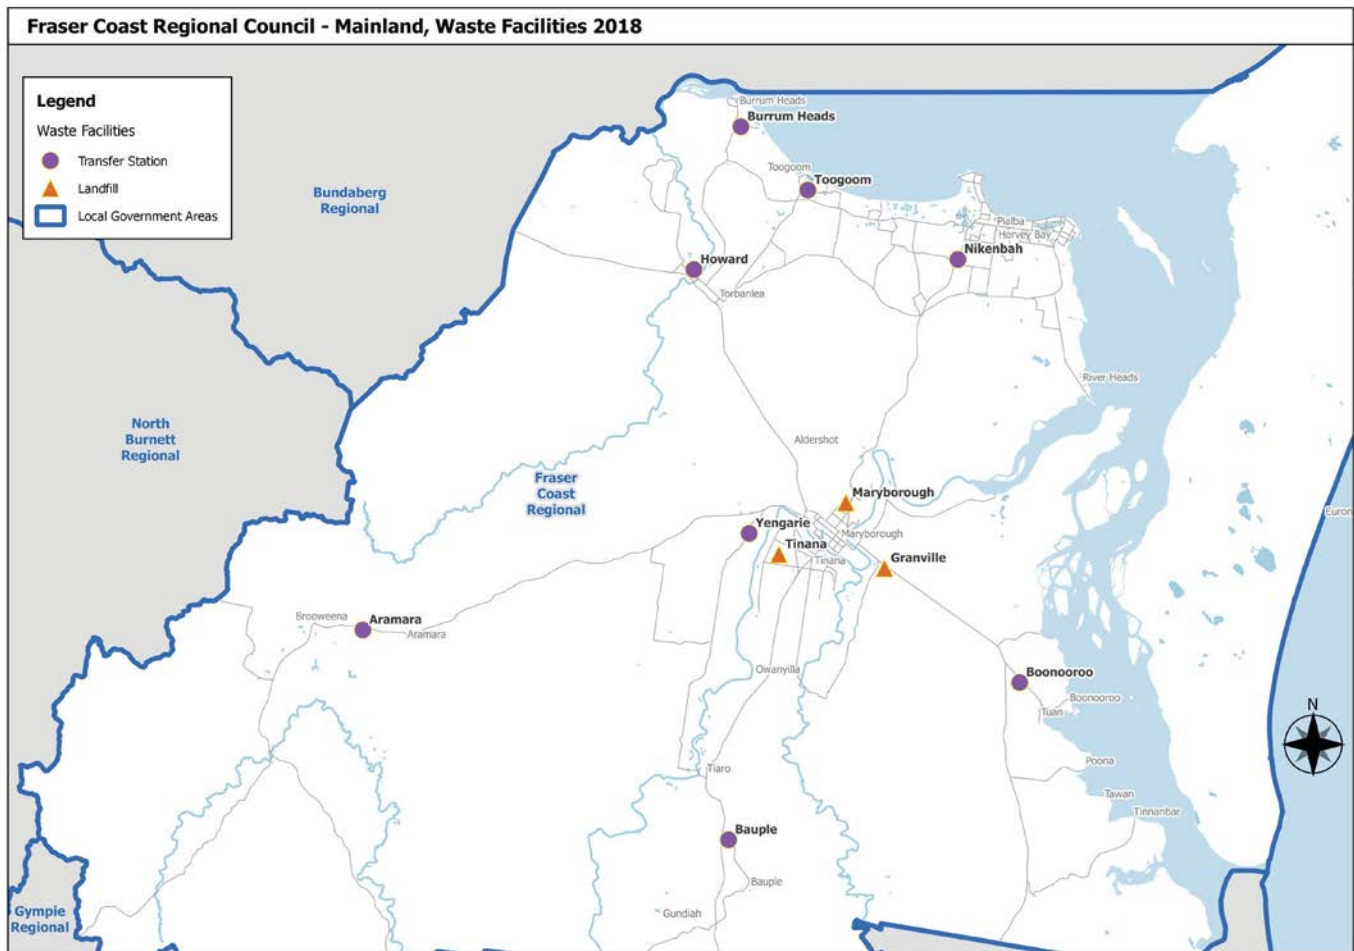 Fraser Coast Regional Council - Mainland, Waste Facilities 2018
Legend
Waste Facilities
Transfer Station
Landfill
Local Government Areas
Burrum Heads
Burrum Heads
Toogoom
Toogoom
Bundaberg
Regional
Pialba
Hervey Bay
Nikenbah
Howard
Torbanlea
River Heads
North
Burnett
Regional
Aldershot
Fraser
Coast
Regional
Maryborough
Euron
Yengarie
Maryborough
Tinana
Tinana
Granville
Brooweena
Aramara
Aramara
Owanyilla
Boonooroo
Boonooroo
Tuan
N
Poona
Tiaro
Tawan
Tinnanbar
Bauple
Bauple
Gundiah
Gympie
Regional